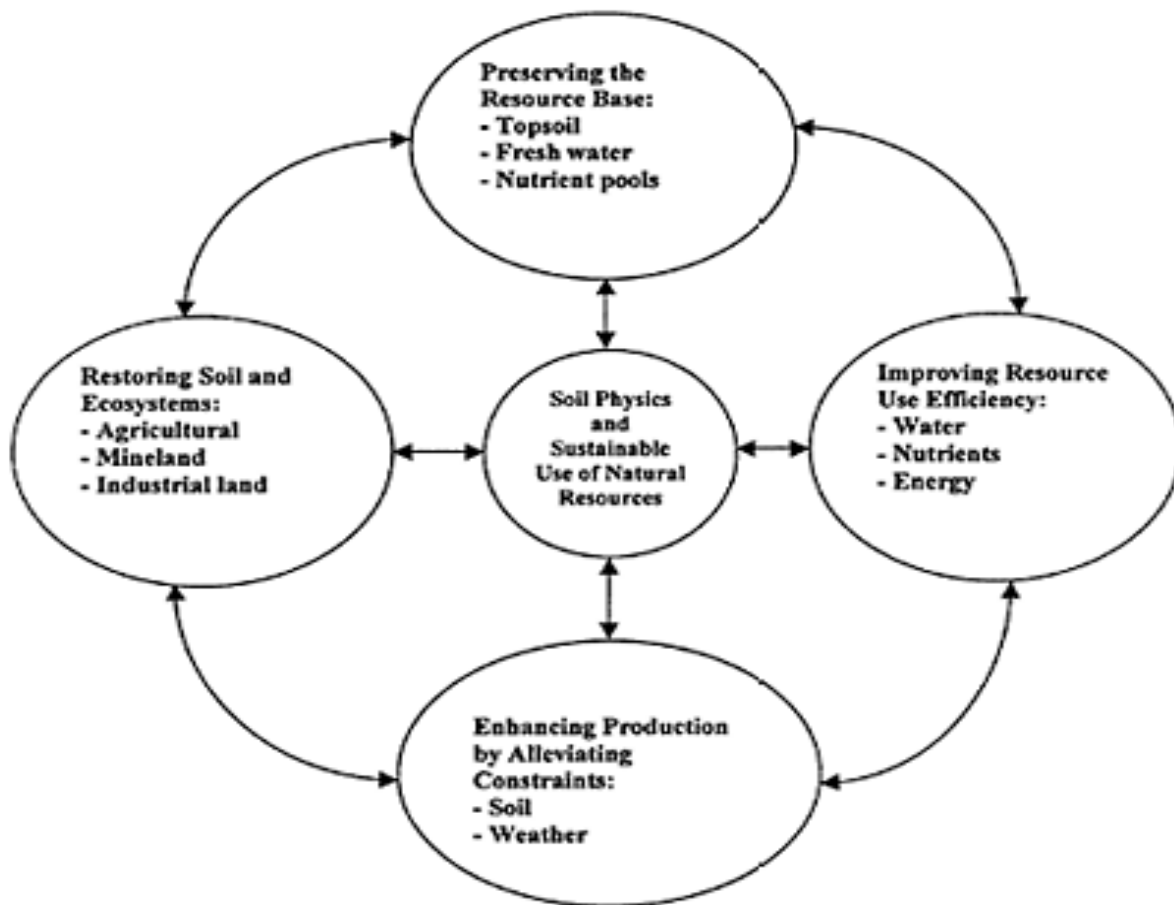 Preserving the
Resource Base:
- Topsoil
- Fresh water
- Nutrient pools
Restoring Soil and
Ecosystems:
- Agricultural
- Mineland
- Industrial land
Soil Physics
and
Sustainable
Use of Natural
Resources
Improving Resource
Use Efficiency:
- Water
- Nutrients
- Energy
Enhancing Production
by Alleviating
Constraints:
- Soil
- Weather